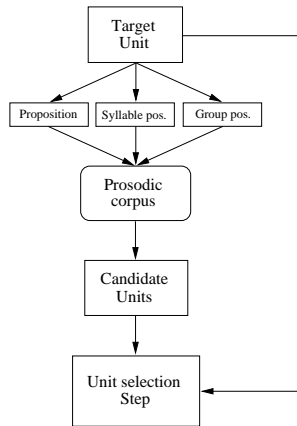 Target
Unit
Proposition
Syllable pos.
Group pos.
Prosodic
corpus
Candidate
Units
Unit selection
Step